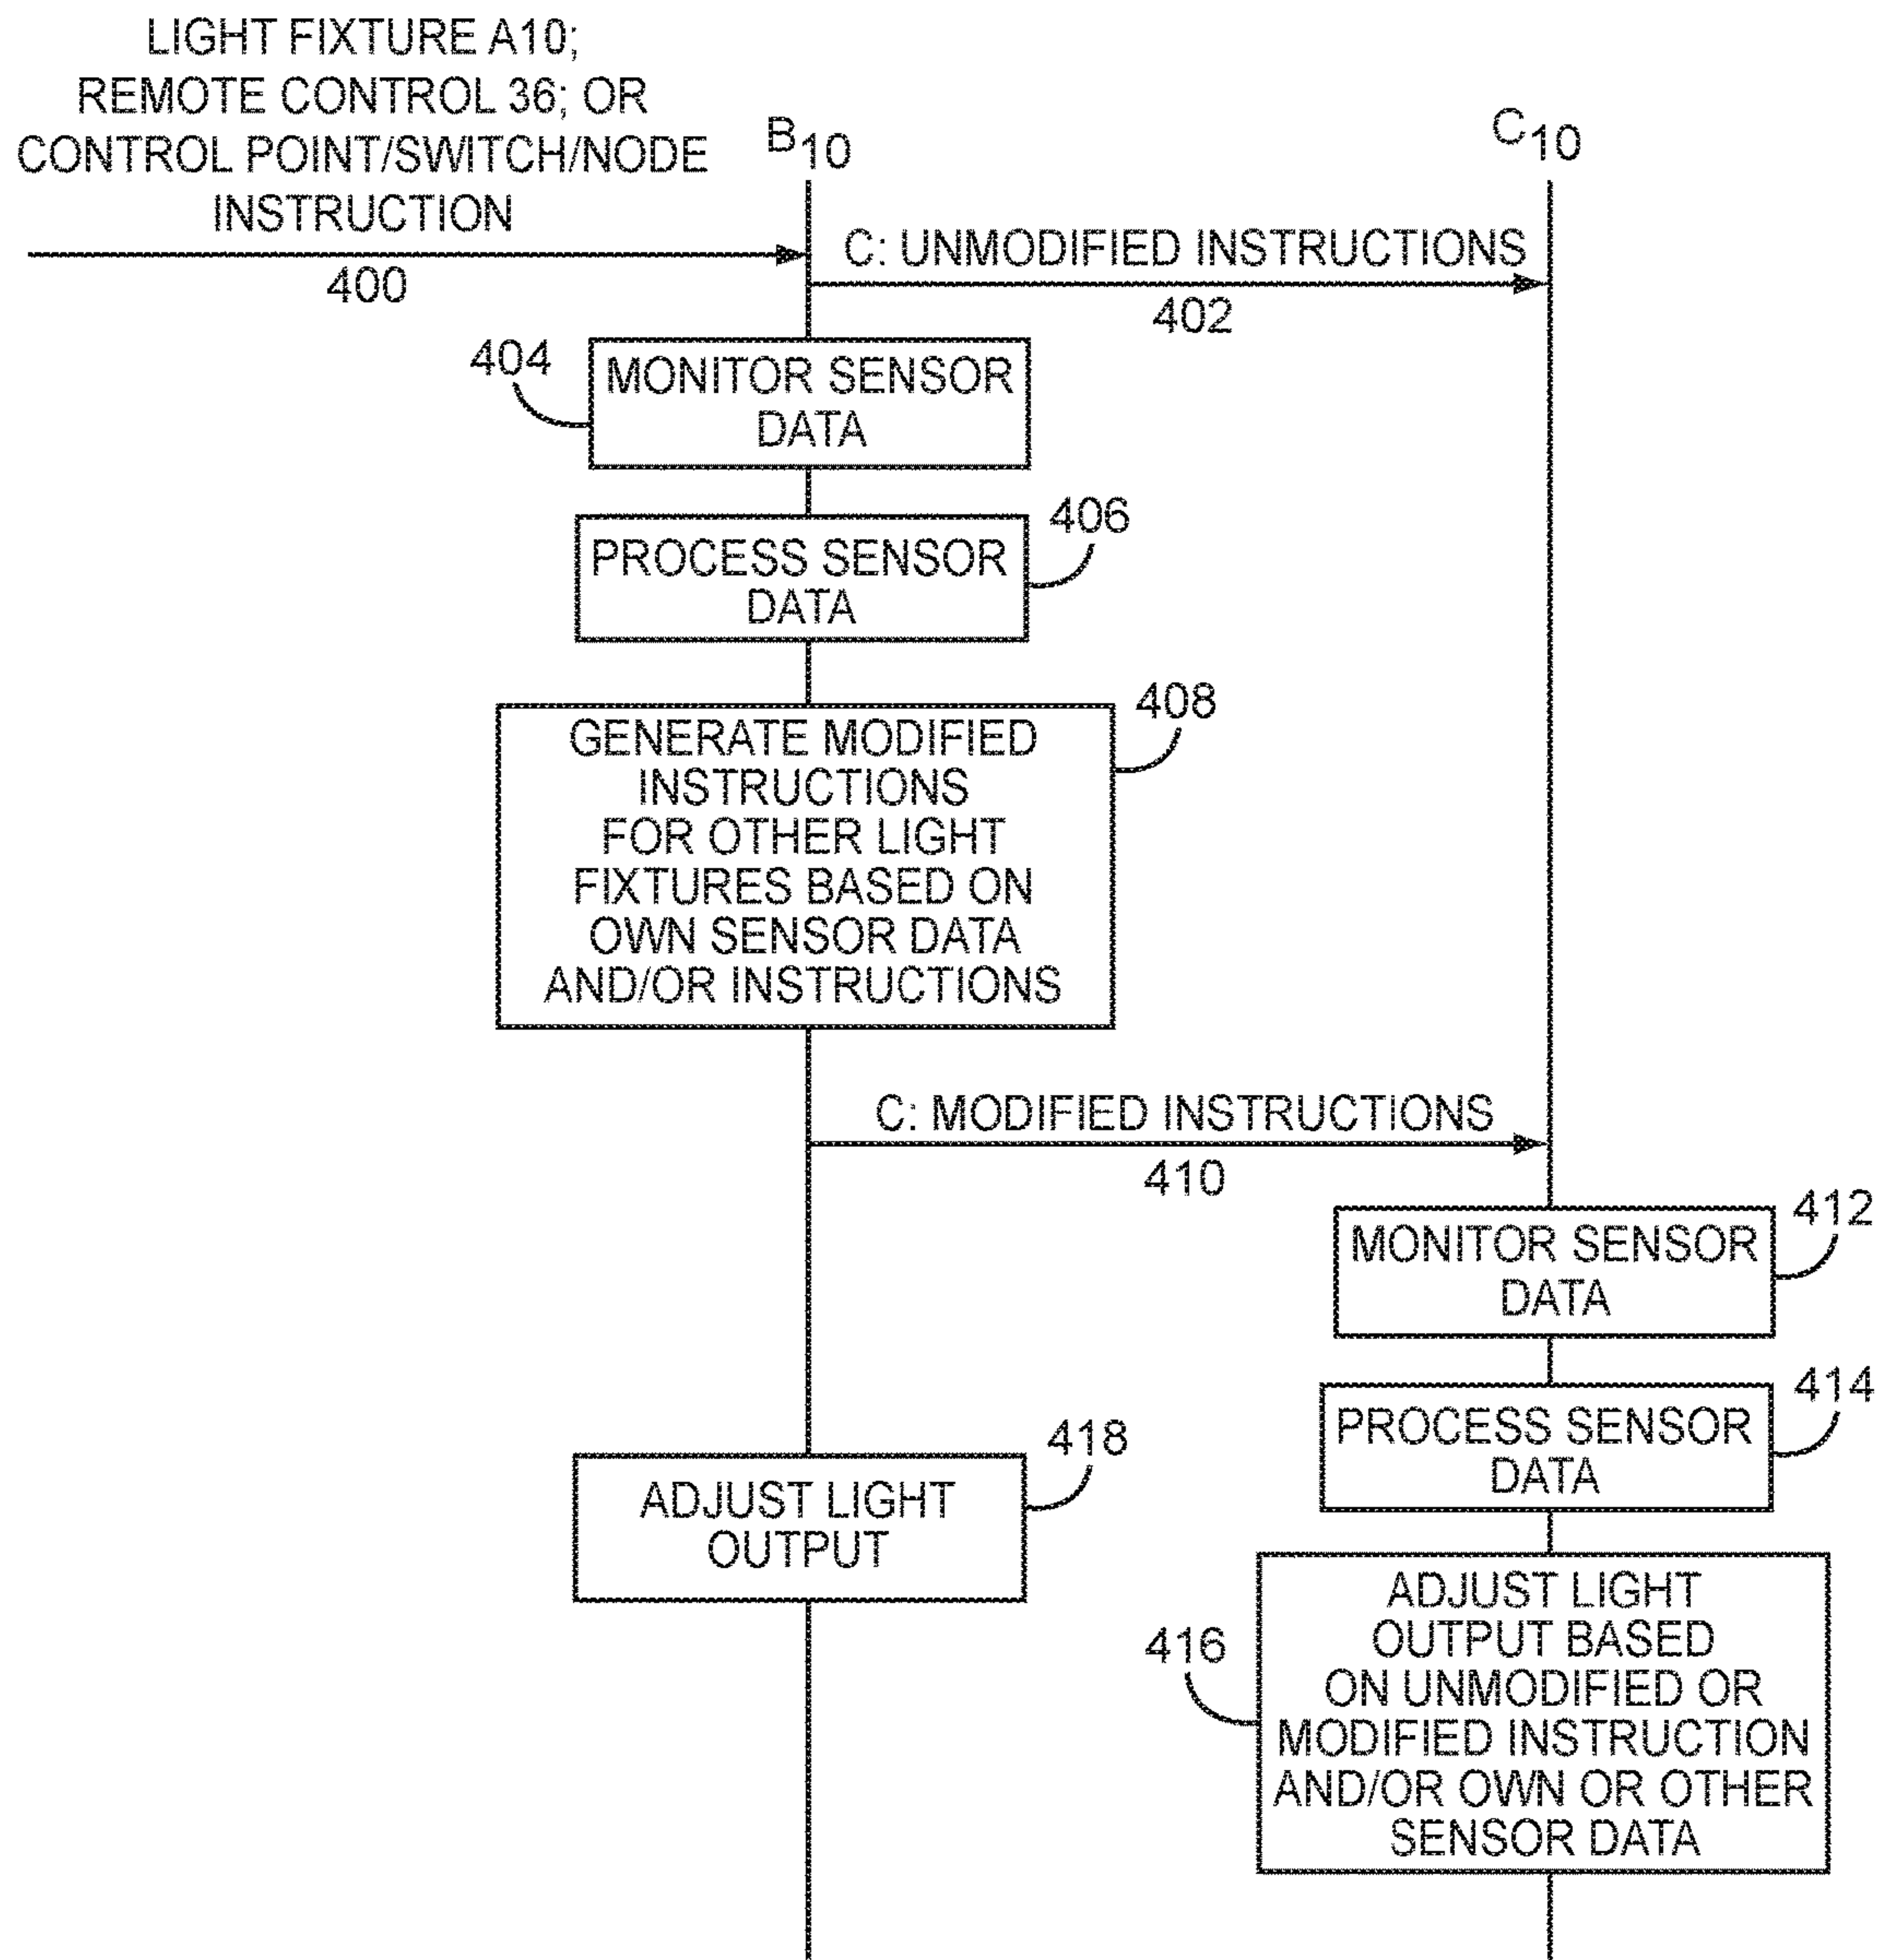 LIGHT FIXTURE A10;
REMOTE CONTROL 36; OR
CONTROL POINT/SWITCH/NODE
INSTRUCTION
400
B10
C10
C: UNMODIFIED INSTRUCTIONS
402
404
MONITOR SENSOR
DATA
406
PROCESS SENSOR
DATA
408
GENERATE MODIFIED
INSTRUCTIONS
FOR OTHER LIGHT
FIXTURES BASED ON
OWN SENSOR DATA
AND/OR INSTRUCTIONS
C: MODIFIED INSTRUCTIONS
410
412
MONITOR SENSOR
DATA
414
PROCESS SENSOR
DATA
418
ADJUST LIGHT
OUTPUT
416
ADJUST LIGHT
OUTPUT BASED
ON UNMODIFIED OR
MODIFIED INSTRUCTION
AND/OR OWN OR OTHER
SENSOR DATA